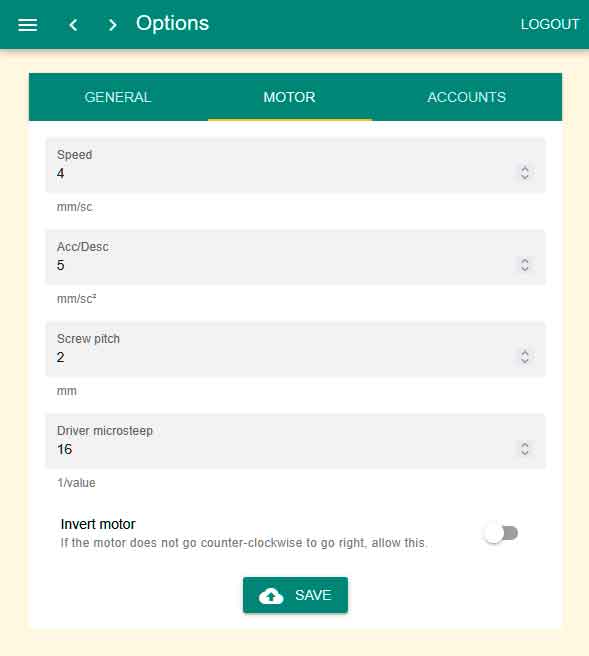 Options
LOGOUT
GENERAL
MOTOR
ACCOUNTS
Speed
4
mm/sc
Acc/Desc
5
mm/sc²
Screw pitch
2
mm
Driver microsteep
16
1/value
Invert motor
If the motor does not go counter-clockwise to go right, allow this.
SAVE